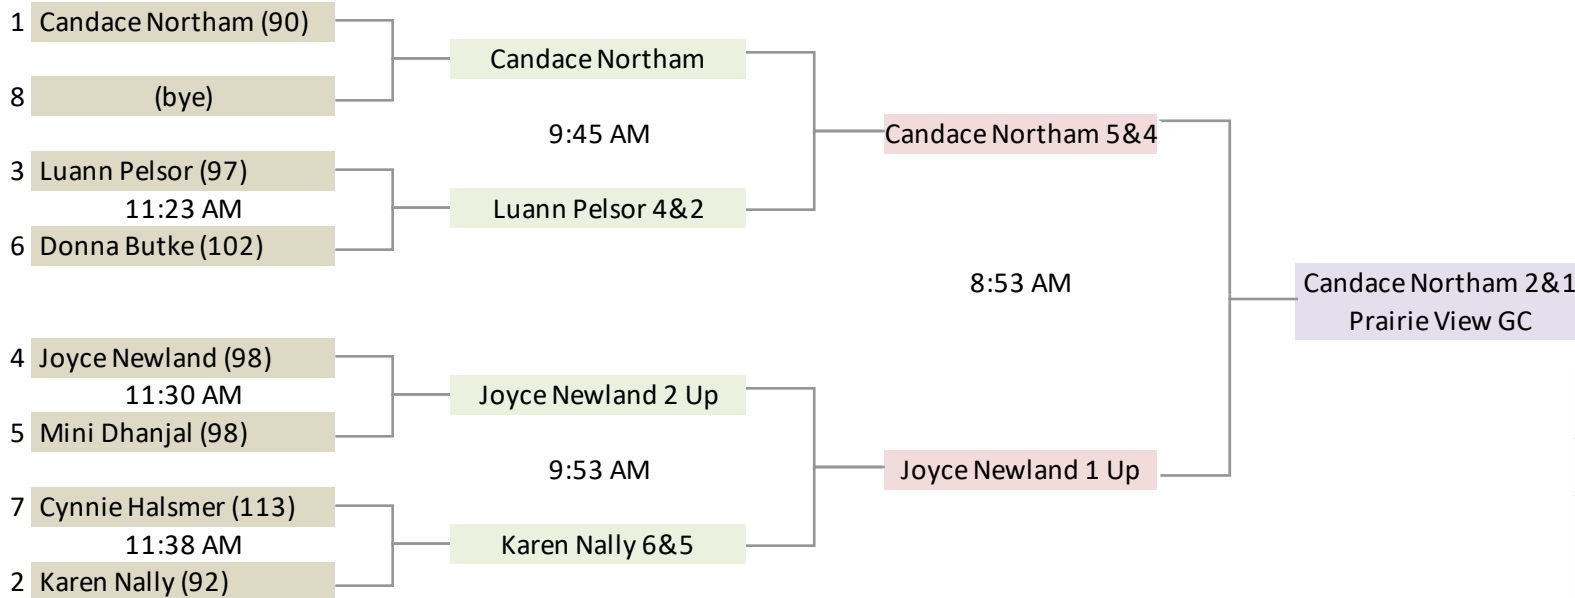 1 Candace Northam (90)
8 (bye)
3 Luann Pelsor (97)
11:23 AM
6 Donna Butke (102)
4 Joyce Newland (98)
11:30 AM
5 Mini Dhanjal (98)
7 Cynnie Halsmer (113)
11:38 AM
2 Karen Nally (92)
Candace Northam
9:45 AM
Luann Pelsor 4&2
Joyce Newland 2 Up
9:53 AM
Karen Nally 6&5
Candace Northam 5&4
8:53 AM
Joyce Newland 1 Up
Candace Northam 2&1
Prairie View GC